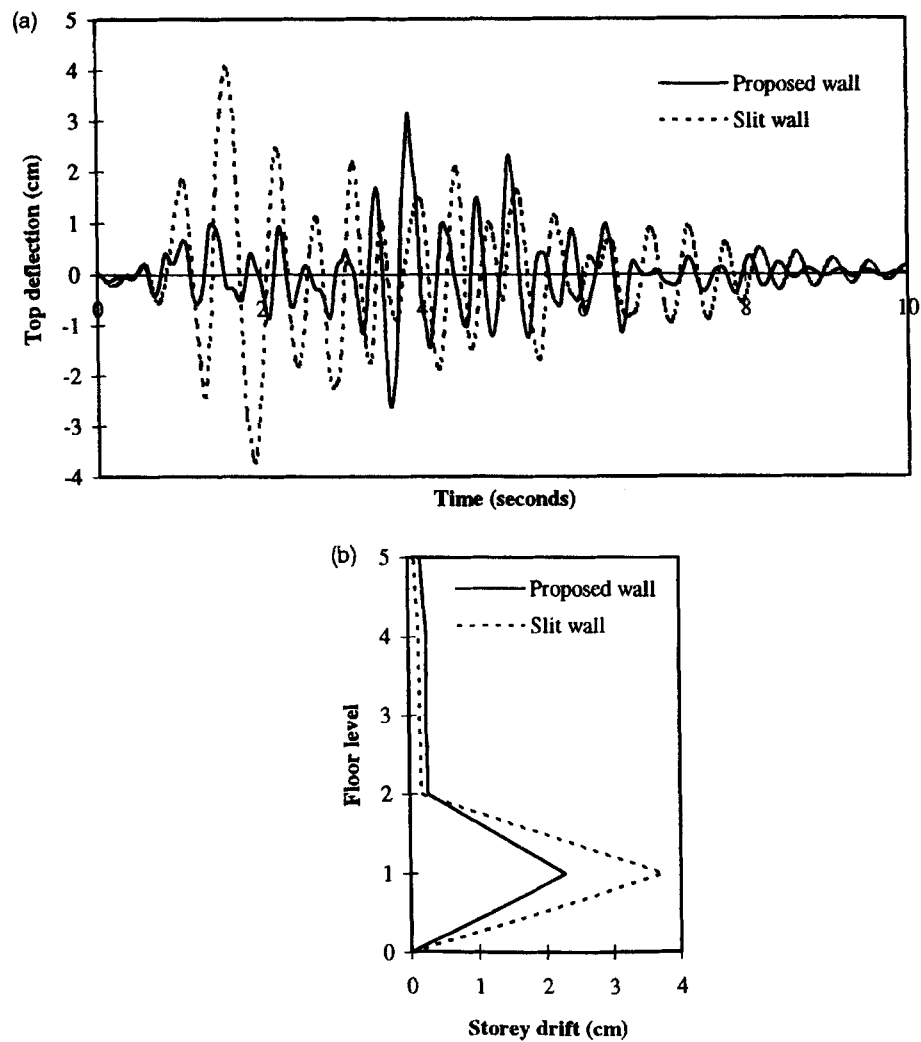 (a)
5
4
3
2
1
0
-1
-2
-3
-4
Top deflection (cm)
Proposed wall
Slit wall
0 2 4 6 8 10
Time (seconds)
(b)
5
4
3
2
1
0
Floor level
Proposed wall
Slit wall
0 1 2 3 4
Storey drift (cm)